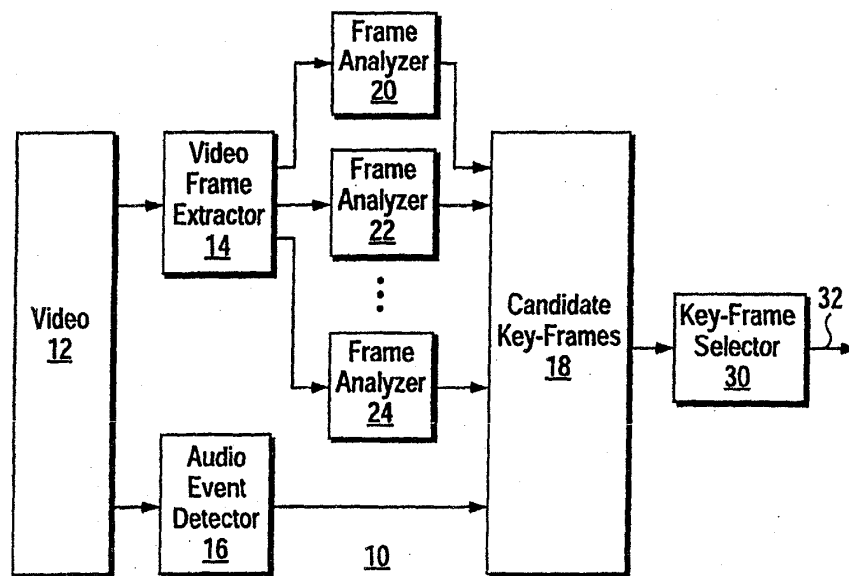 Frame
Analyzer
20
Video
Frame
Extractor
14
Frame
Analyzer
22
Frame
Analyzer
24
Video
12
Audio
Event
Detector
16
10
Candidate
Key-Frames
18
Key-Frame
Selector
30
32